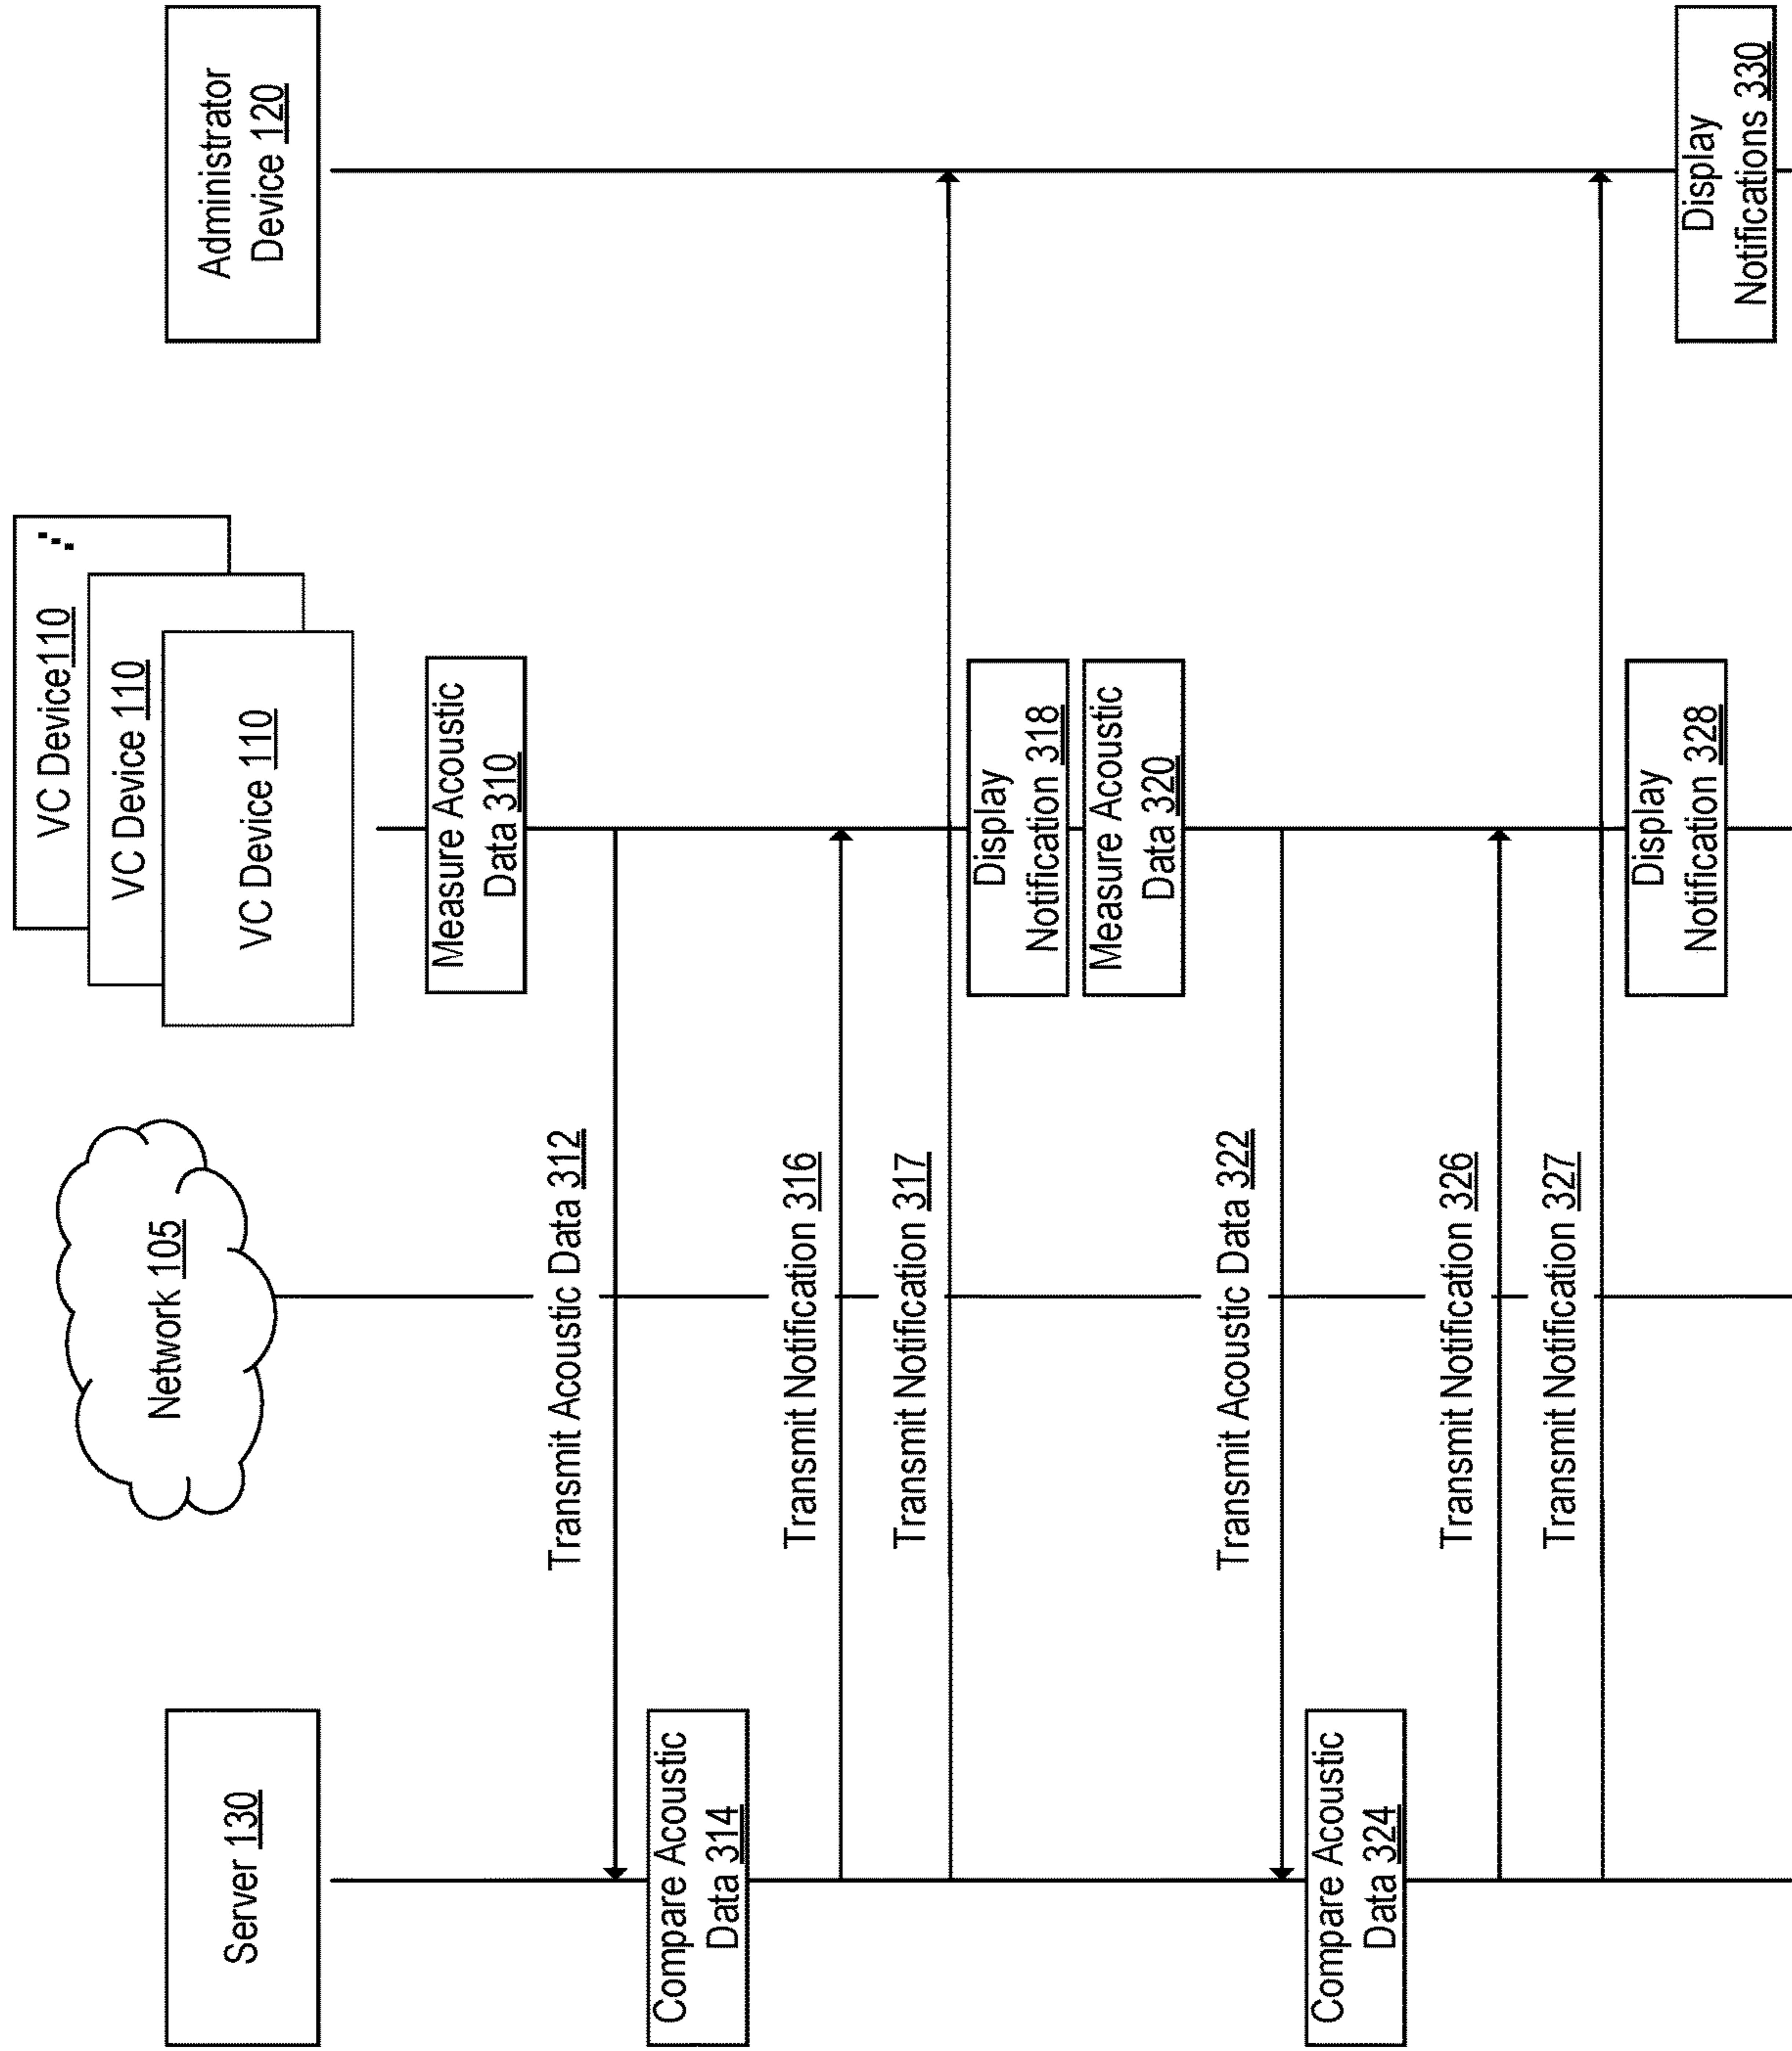 Server 130
Network 105
VC Device110
VC Device 110
VC Device 110
Administrator
Device 120
Measure Acoustic
Data 310
Transmit Acoustic Data 312
Compare Acoustic
Data 314
Transmit Notification 316
Transmit Notification 317
Display
Notification 318
Measure Acoustic
Data 320
Transmit Acoustic Data 322
Compare Acoustic
Data 324
Transmit Notification 326
Transmit Notification 327
Display
Notification 328
Display
Notifications 330